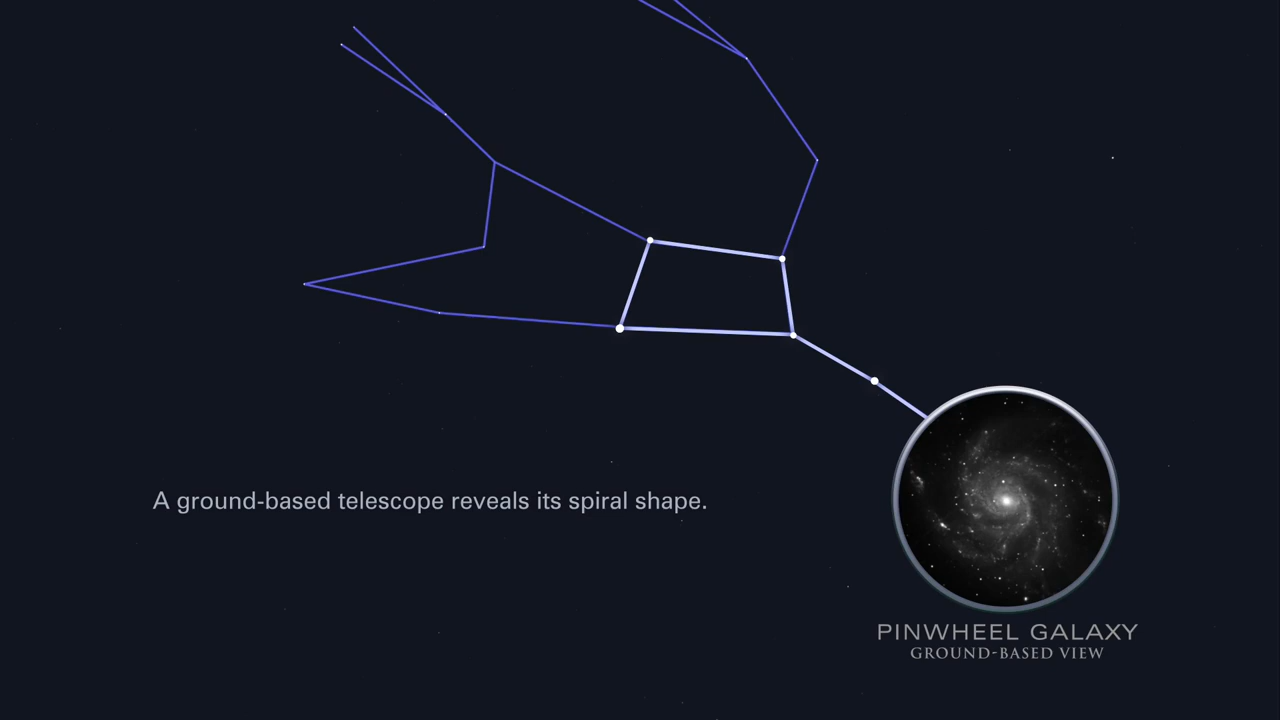 A ground-based telescope reveals its spiral shape.
PINWHEEL GALAXY
GROUND-BASED VIEW